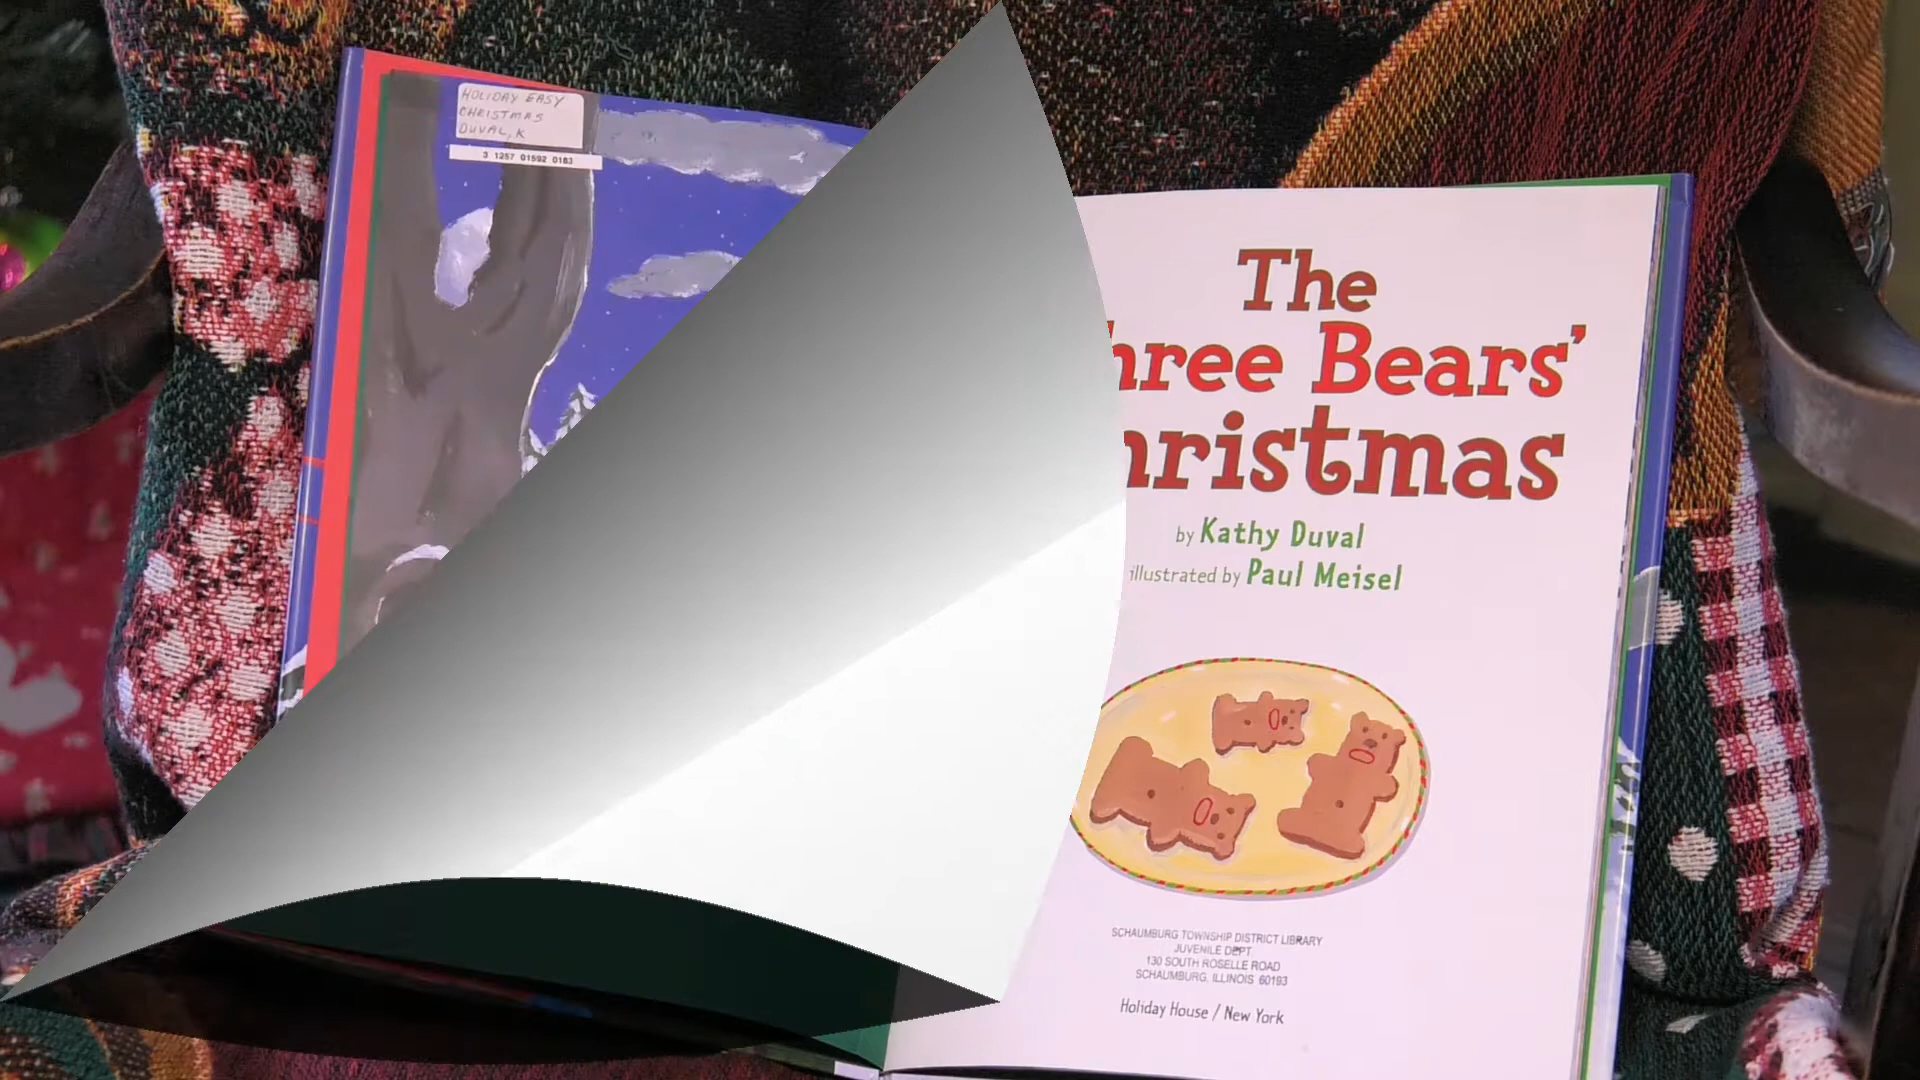 HOLIDAY EASY
CHRISTMAS
DUVAL, K
3 1257 01592 0183
The
hree Bears'
hristmas
by Kathy Duval
illustrated by Paul Meisel
SCHAUMBURG TOWNSHIP DISTRICT LIBRARY
JUVENILE DEPT
130 SOUTH ROSELLE ROAD
SCHAUMBURG, ILLINOIS 60193
Holiday House / New York